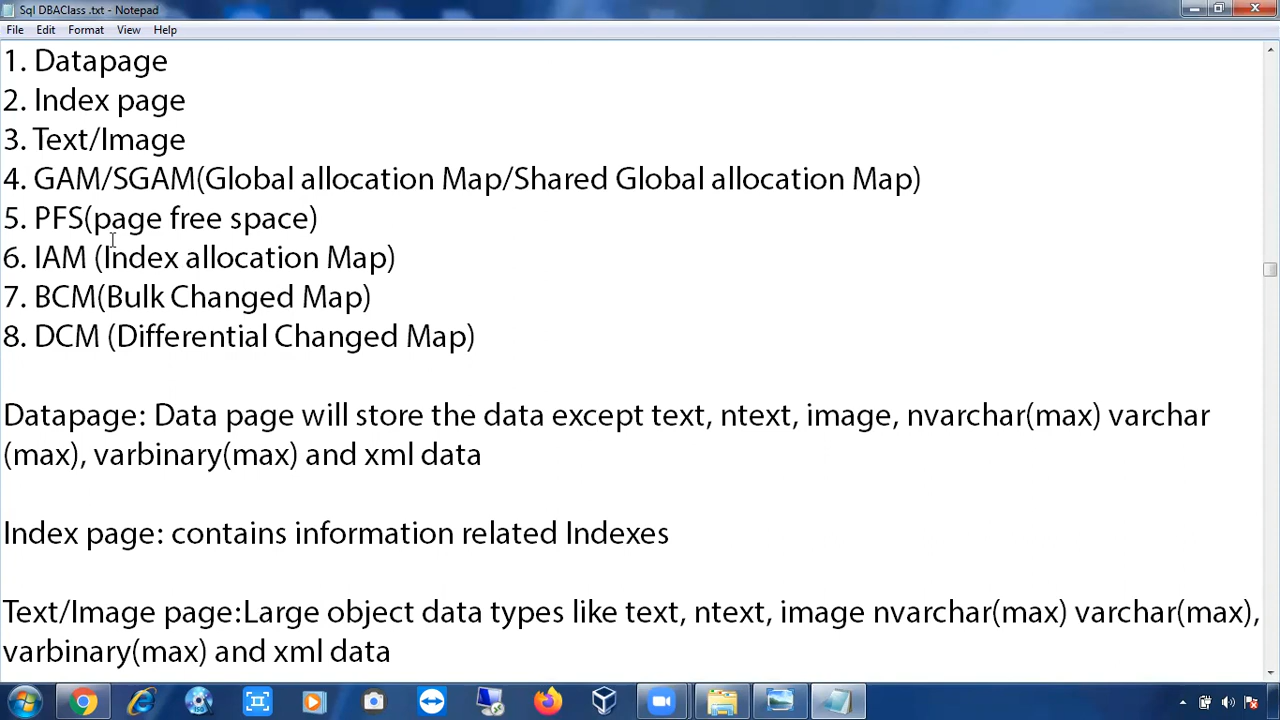 Sql DBAClass .txt - Notepad
File Edit Format View Help
1. Datapage
2. Index page
3. Text/Image
4. GAM/SGAM(Global allocation Map/Shared Global allocation Map)
5. PFS(page free space)
6. IAM (Index allocation Map)
7. BCM(Bulk Changed Map)
8. DCM (Differential Changed Map)
Datapage: Data page will store the data except text, ntext, image, nvarchar(max) varchar
(max), varbinary(max) and xml data
Index page: contains information related Indexes
Text/Image page:Large object data types like text, ntext, image nvarchar(max) varchar(max),
varbinary(max) and xml data